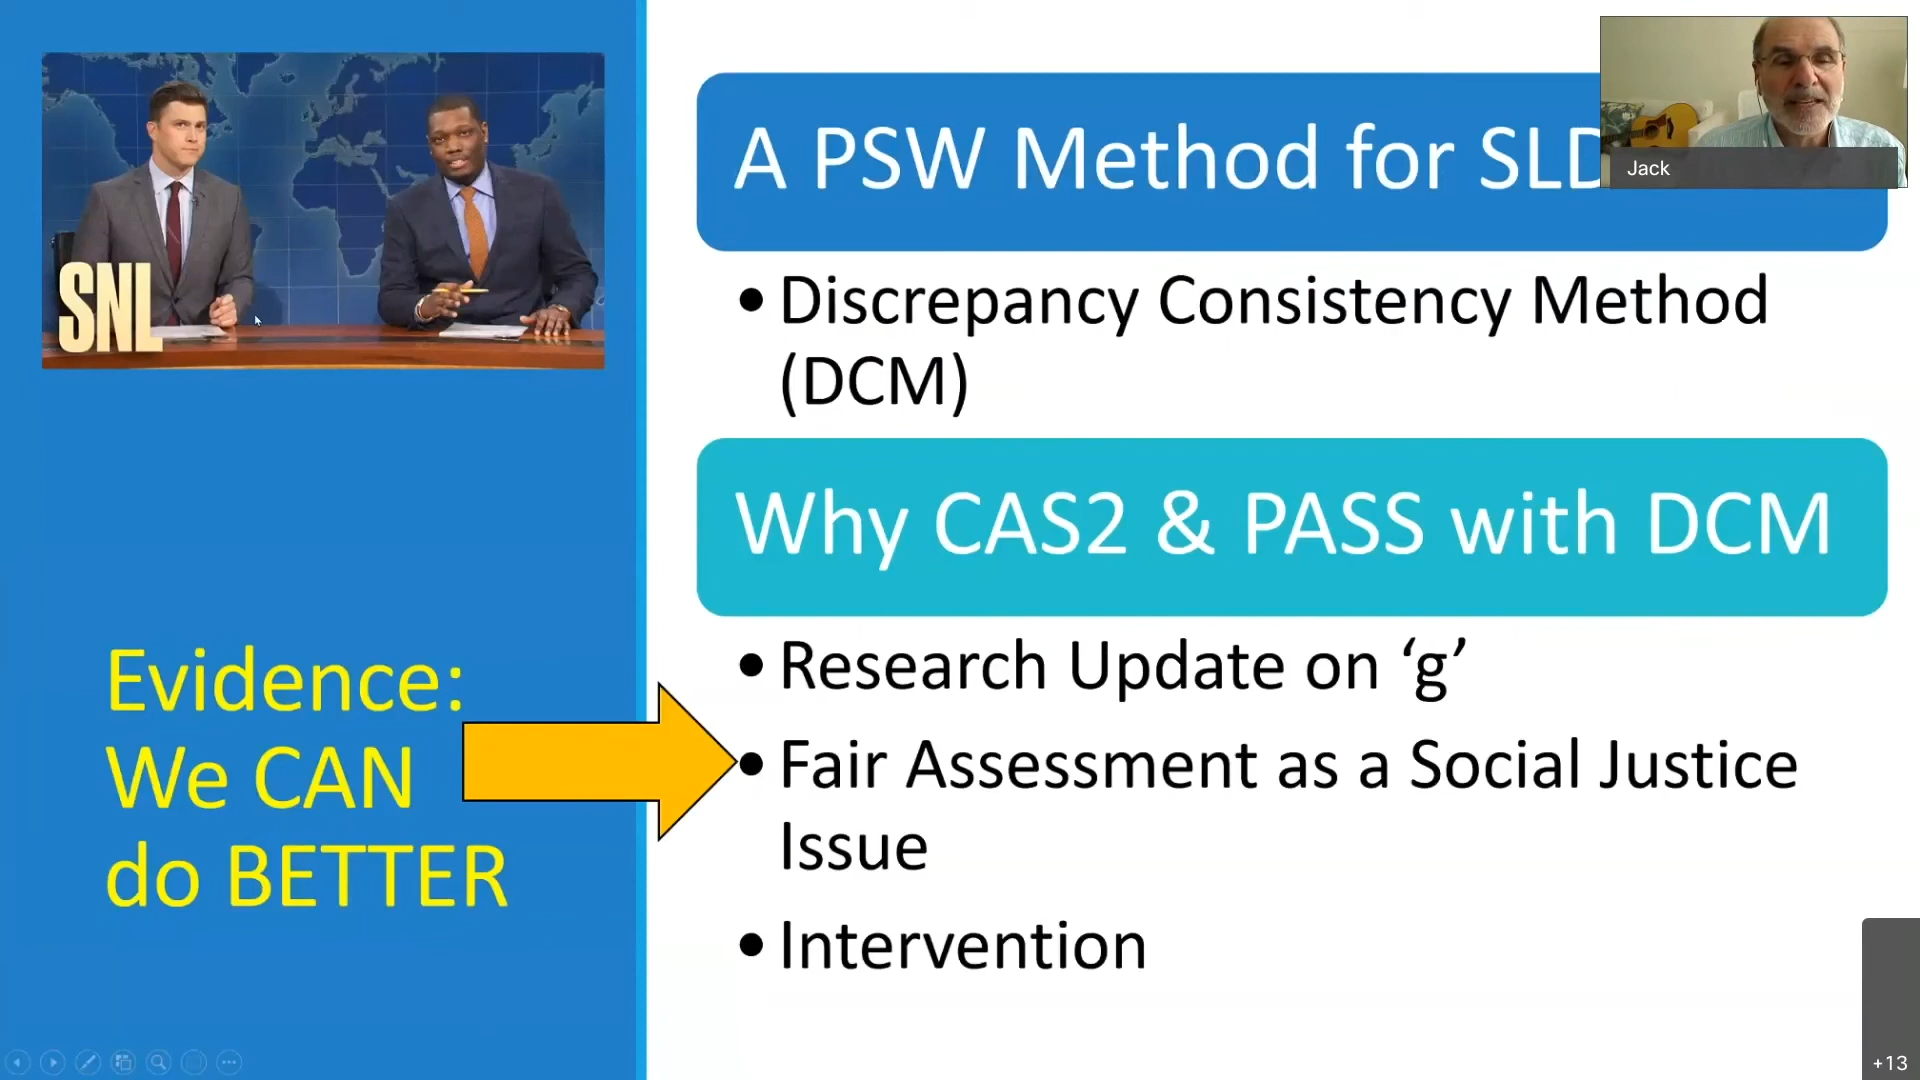 SNL
Evidence:
We CAN
do BETTER
A PSW Method for SLD
• Discrepancy Consistency Method
(DCM)
Why CAS2 & PASS with DCM
• Research Update on ‘g’
• Fair Assessment as a Social Justice
Issue
• Intervention
Jack
+13